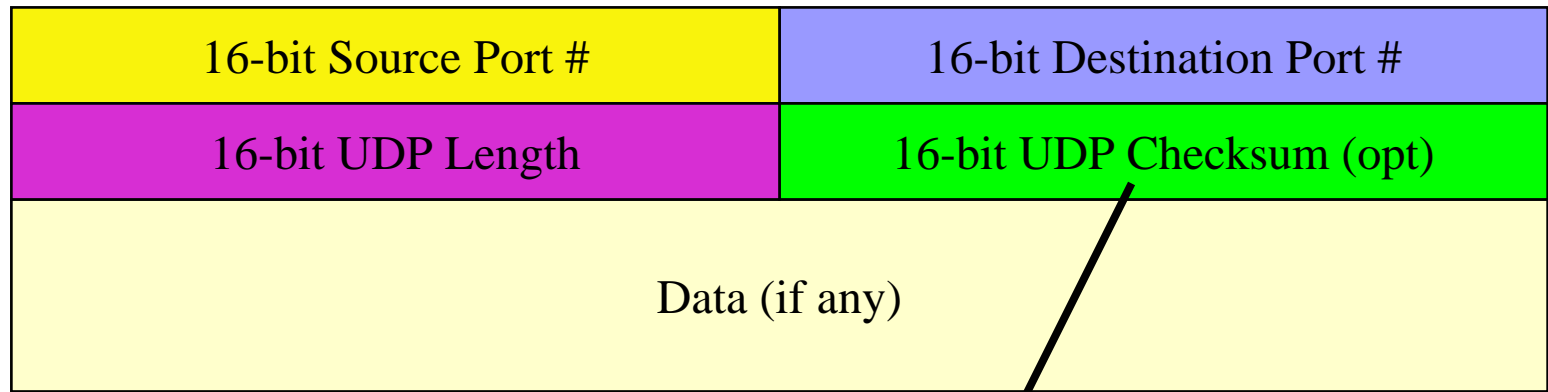 16-bit Source Port #
16-bit Destination Port #
16-bit UDP Length
16-bit UDP Checksum (opt)
Data (if any)